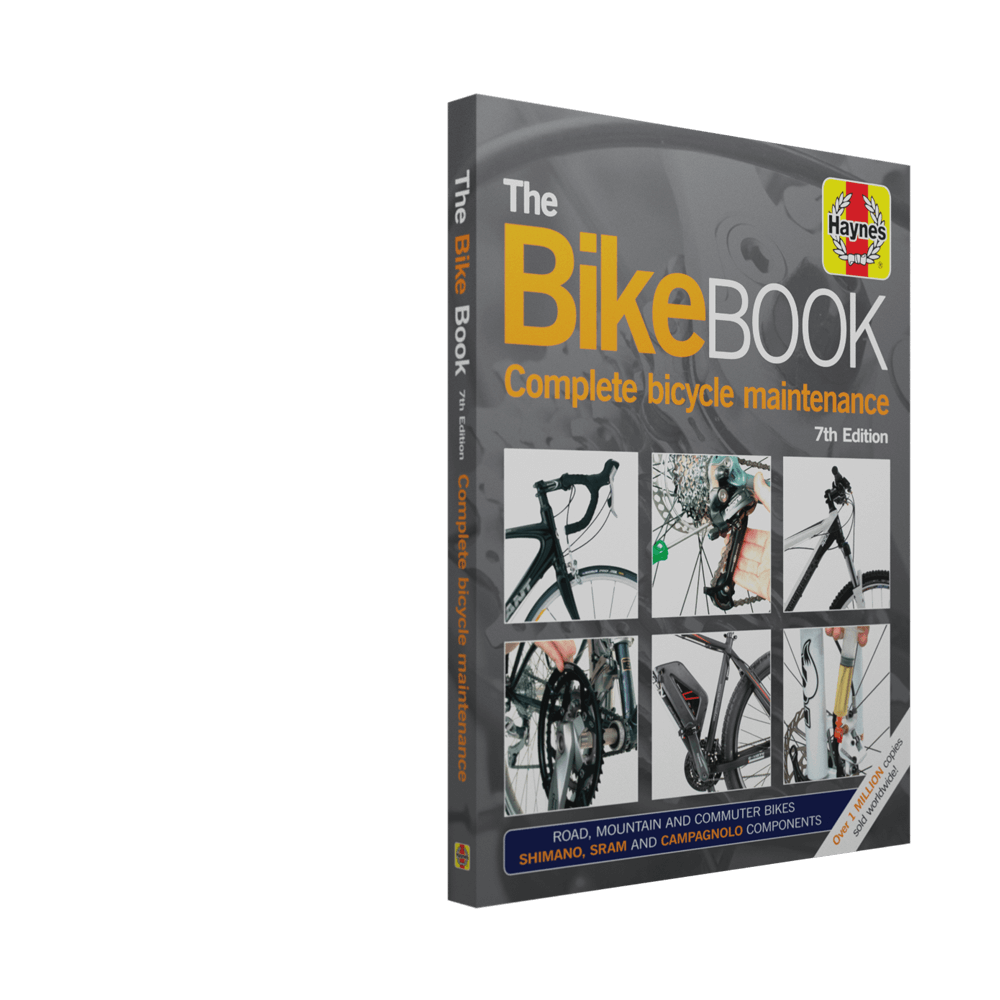 The Bike Book 7th Edition Complete bicycle maintenance
The
BikeBOOK
Complete bicycle maintenance
7th Edition
Haynes
®
ANT
ROAD, MOUNTAIN AND COMMUTER BIKES
SHIMANO, SRAM AND CAMPAGNOLO COMPONENTS
Over 1 MILLION copies
sold worldwide!